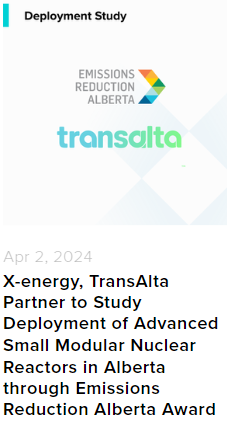 Deployment Study
EMISSIONS
REDUCTION
ALBERTA
transalta
Apr 2, 2024
X-energy, TransAlta
Partner to Study
Deployment of Advanced
Small Modular Nuclear
Reactors in Alberta
through Emissions
Reduction Alberta Award